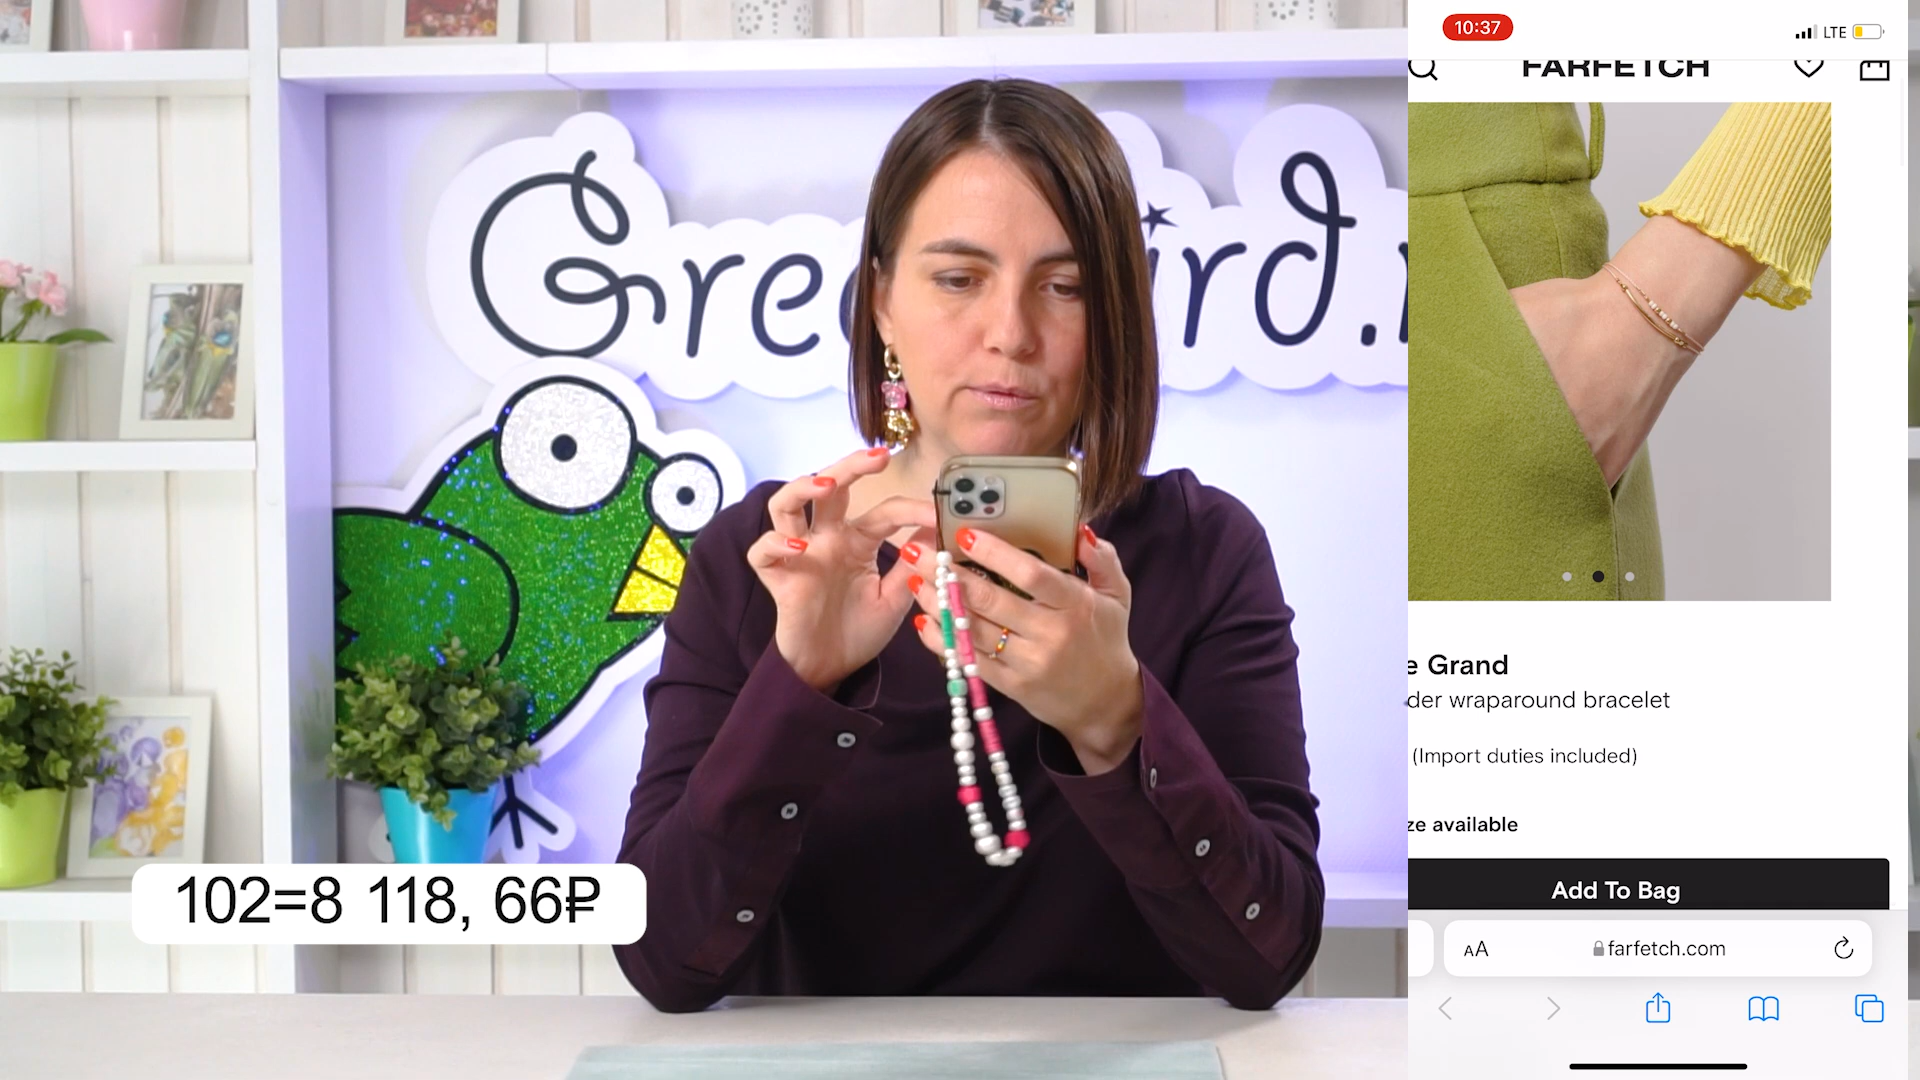 Gree ird.
102=8 118, 66₽
10:37
LTE
FARFETCH
e Grand
der wraparound bracelet
(Import duties included)
ze available
Add To Bag
AA
farfetch.com